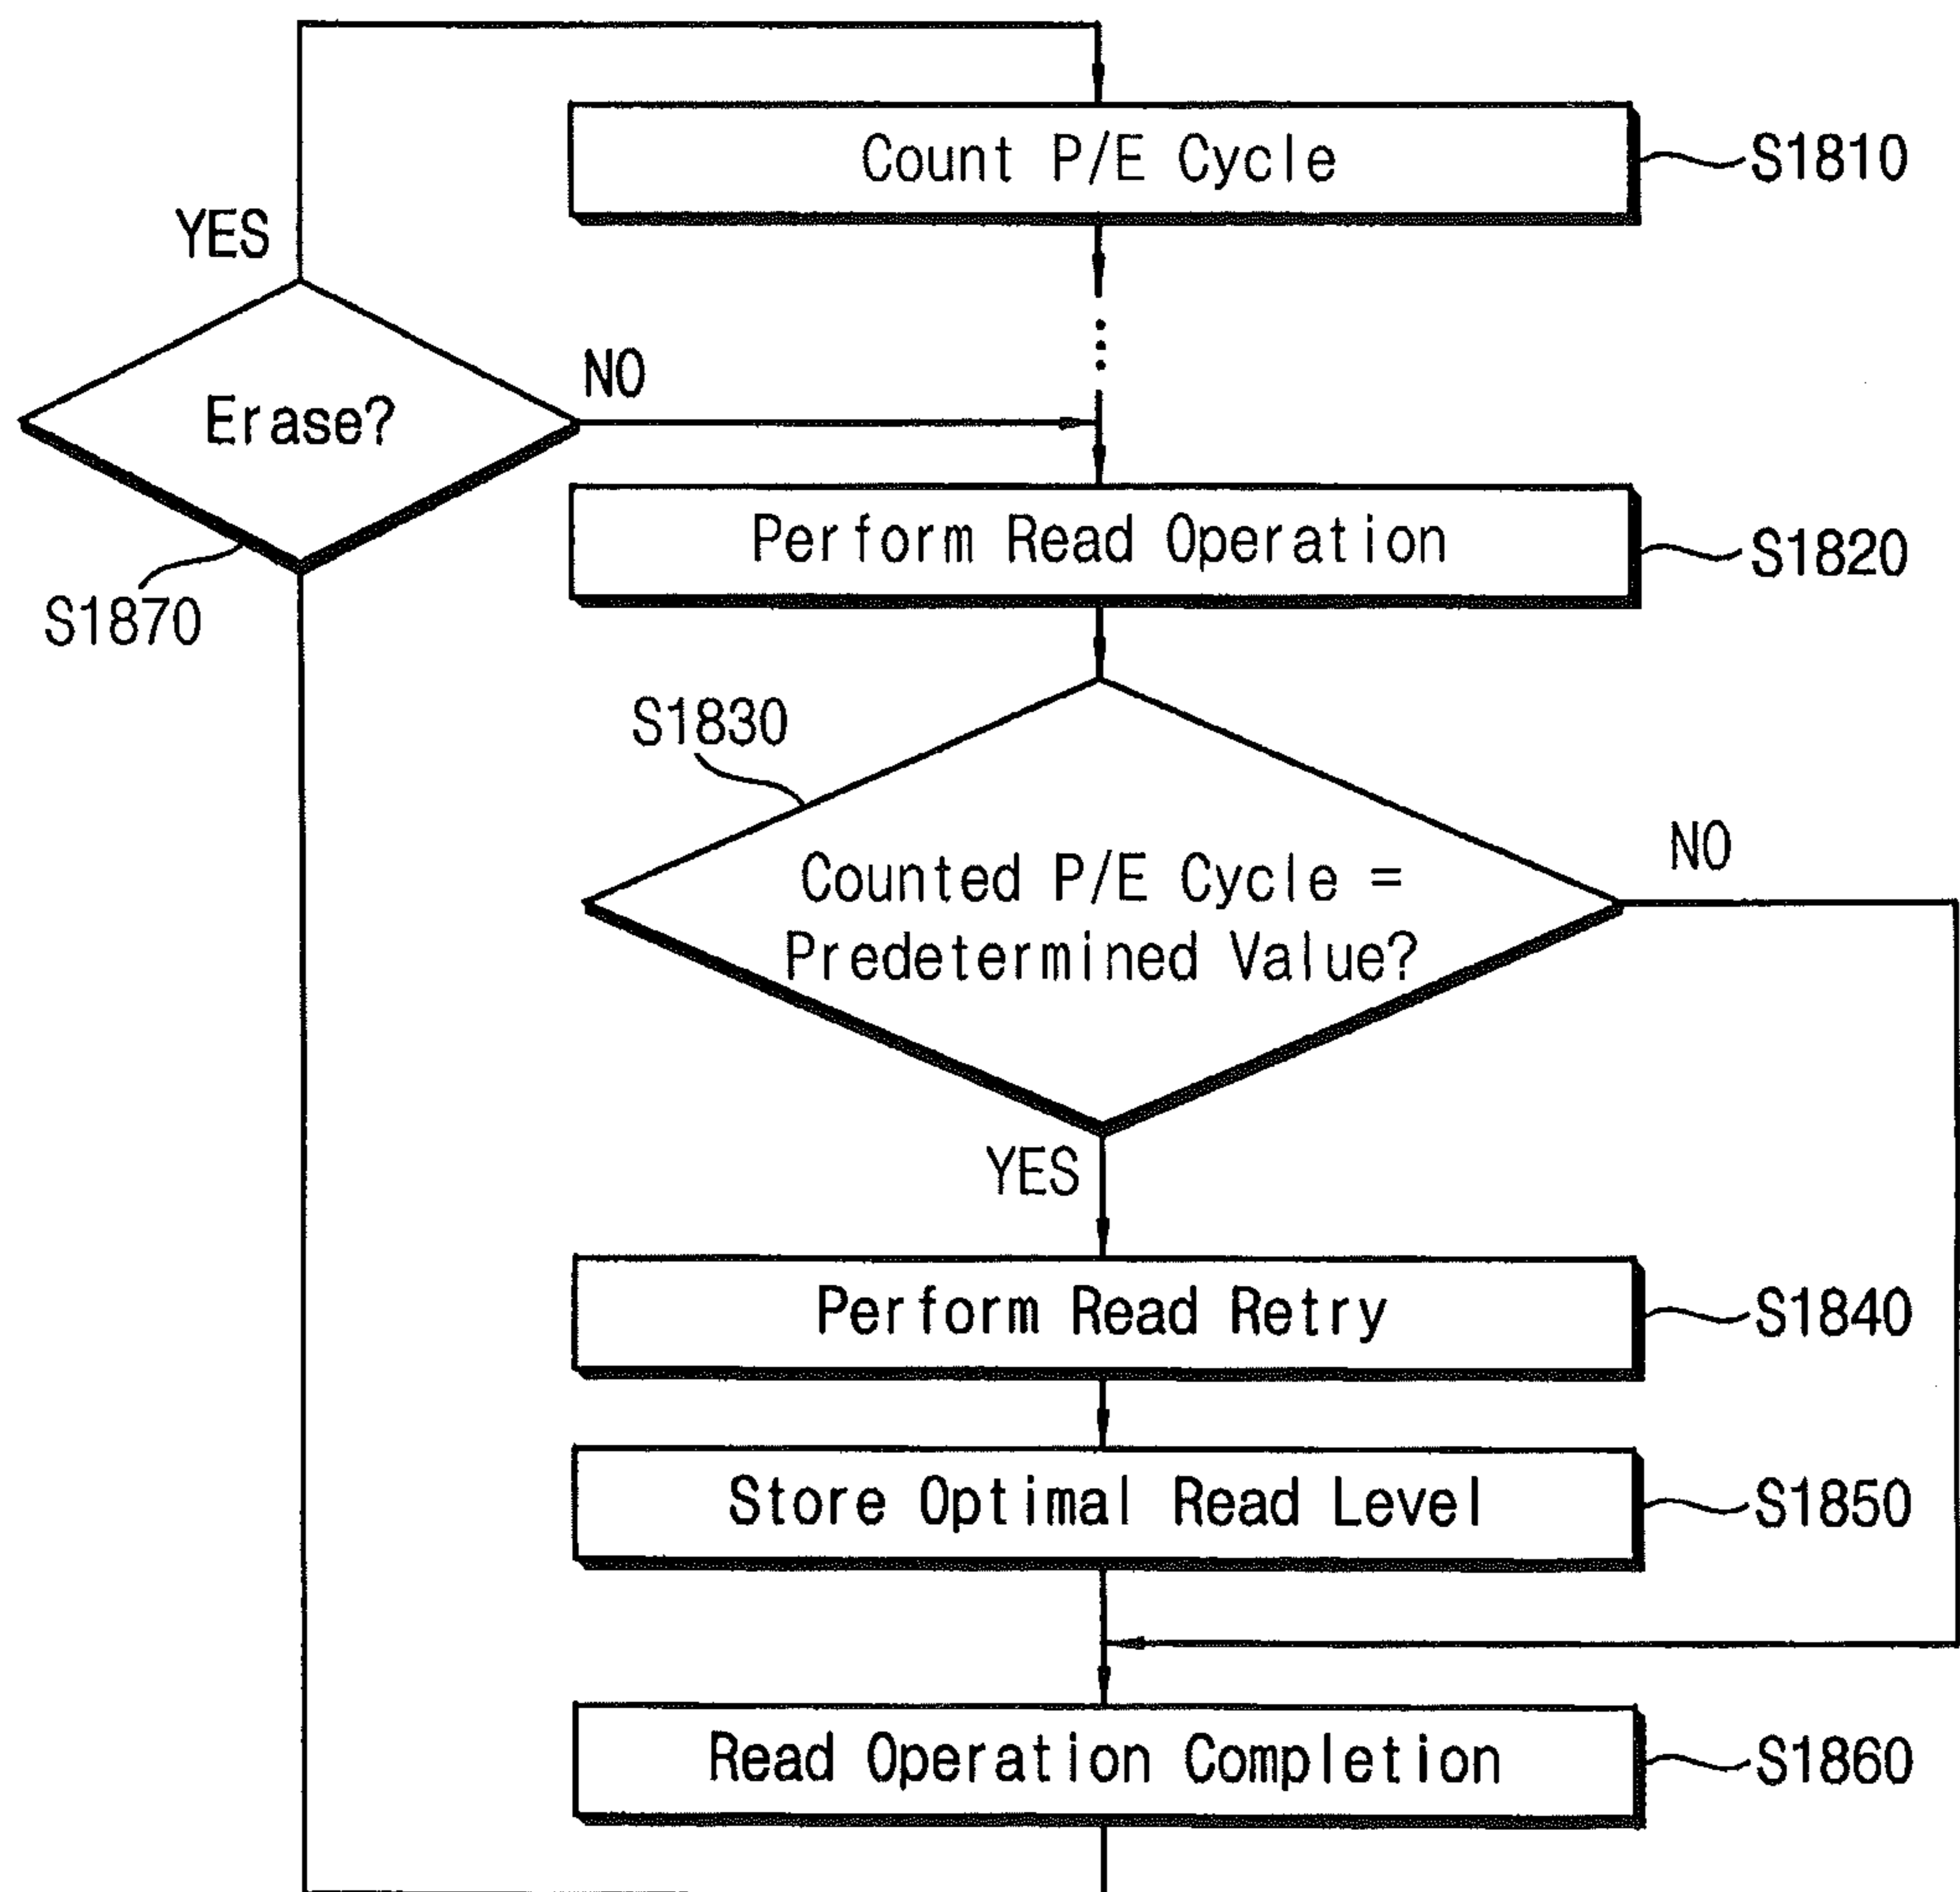 Count P/E Cycle
S1810
YES
NO
Erase?
S1870
Perform Read Operation
S1820
S1830
Counted P/E Cycle =
Predetermined Value?
NO
YES
Perform Read Retry
S1840
Store Optimal Read Level
S1850
Read Operation Completion
S1860